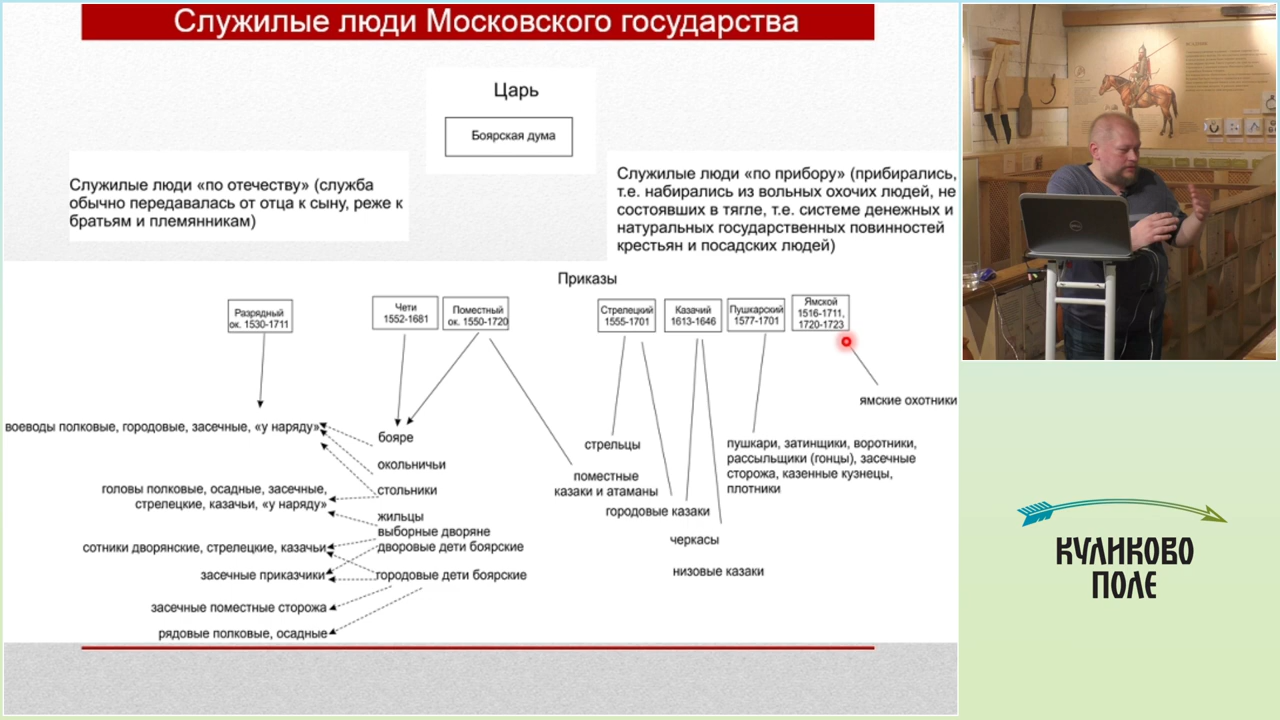 Служилые люди Московского государства
Царь
Боярская дума
Служилые люди «по отечеству» (служба
обычно передавалась от отца к сыну, реже к
братьям и племянникам)
Служилые люди «по прибору» (прибирались,
т.е. набирались из вольных охочих людей, не
состоявших в тягле, т.е. системе денежных и
натуральных государственных повинностей
крестьян и посадских людей)
Приказы
Разрядный
ок. 1530-1711
Чети
1552-1681
Поместный
ок. 1550-1720
Стрелецкий
1555-1701
Казачий
1613-1646
Пушкарский
1577-1701
Ямской
1516-1711,
1720-1723
воеводы полковые, городовые, засечные, «у наряду»
головы полковые, осадные, засечные,
стрелецкие, казачьи, «у наряду»
сотники дворянские, стрелецкие, казачьи
засечные приказчики
засечные поместные сторожа
рядовые полковые, осадные
бояре
окольничьи
стольники
жильцы
выборные дворяне
дворовые дети боярские
городовые дети боярские
стрельцы
поместные
казаки и атаманы
городовые казаки
черкасы
низовые казаки
пушкари, затинщики, воротники,
рассыльщики (гонцы), засечные
сторожа, казенные кузнецы,
плотники
ямские охотники
DELL
КУЛИКОВО
ПОЛЕ